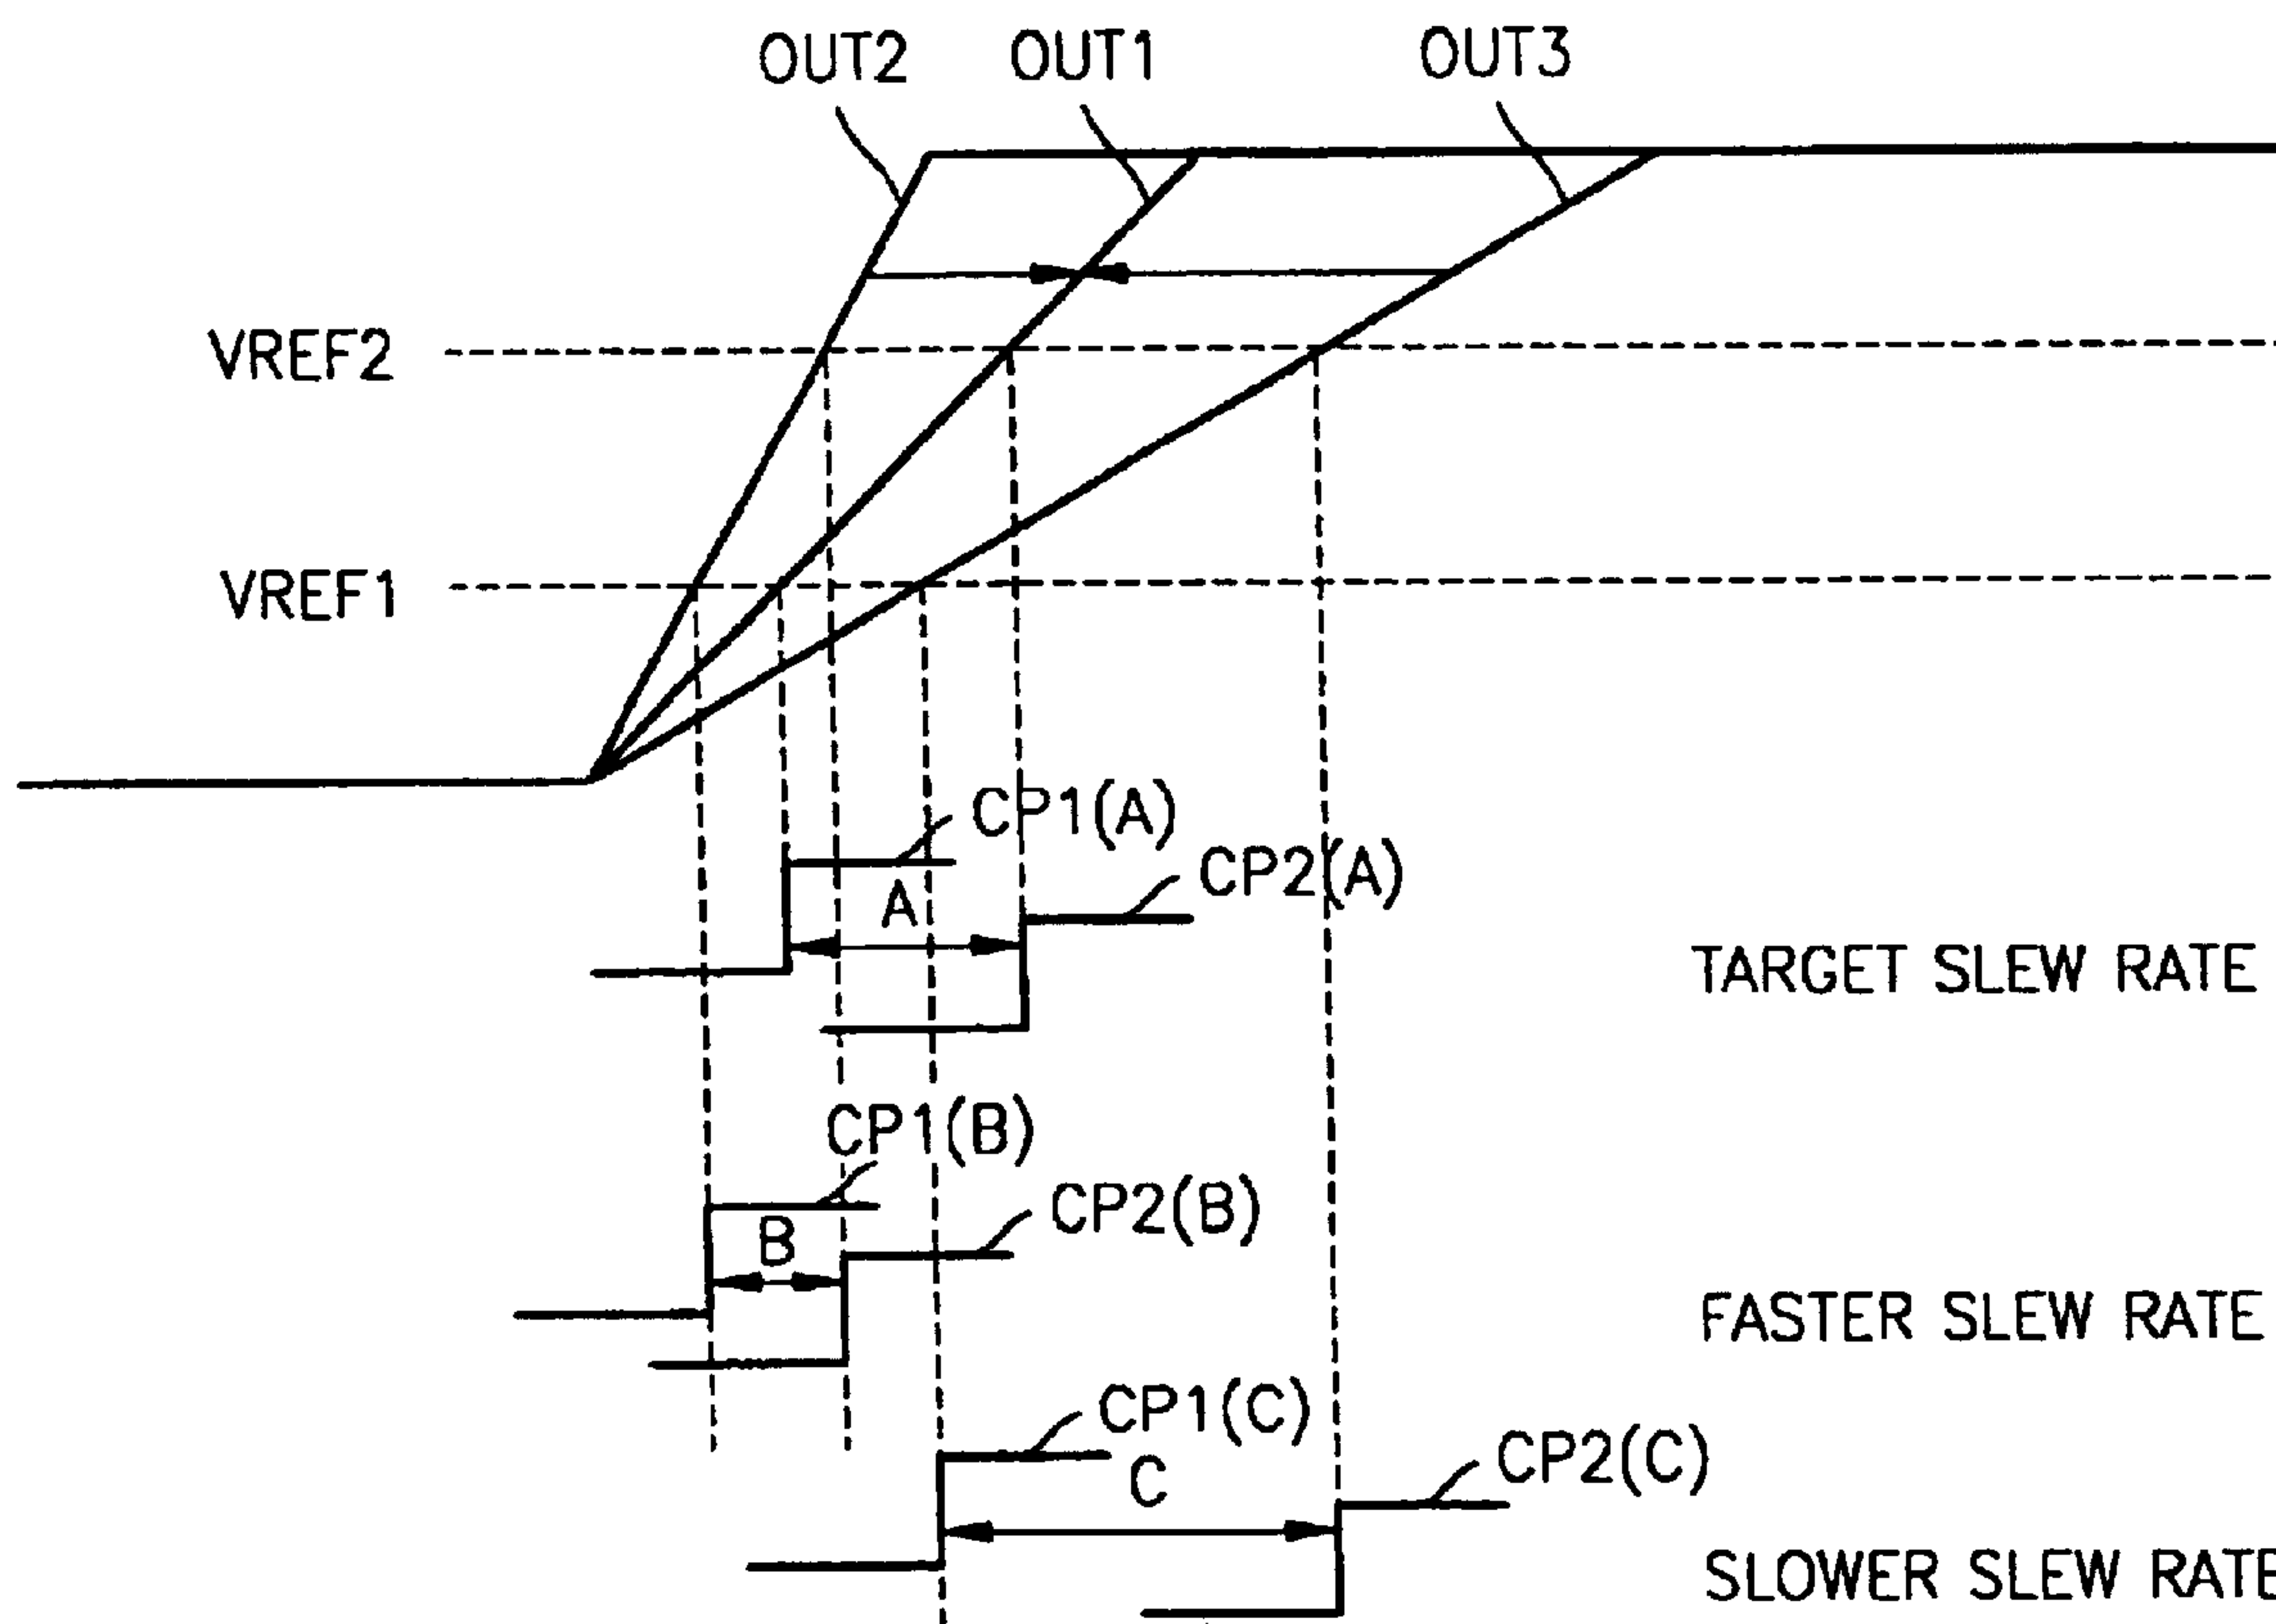 OUT2 OUT1 OUT3
VREF2
VREF1
CP1(A)
CP2(A)
A
TARGET SLEW RATE
CP1(B)
CP2(B)
B
FASTER SLEW RATE
CP1(C)
CP2(C)
C
SLOWER SLEW RATE